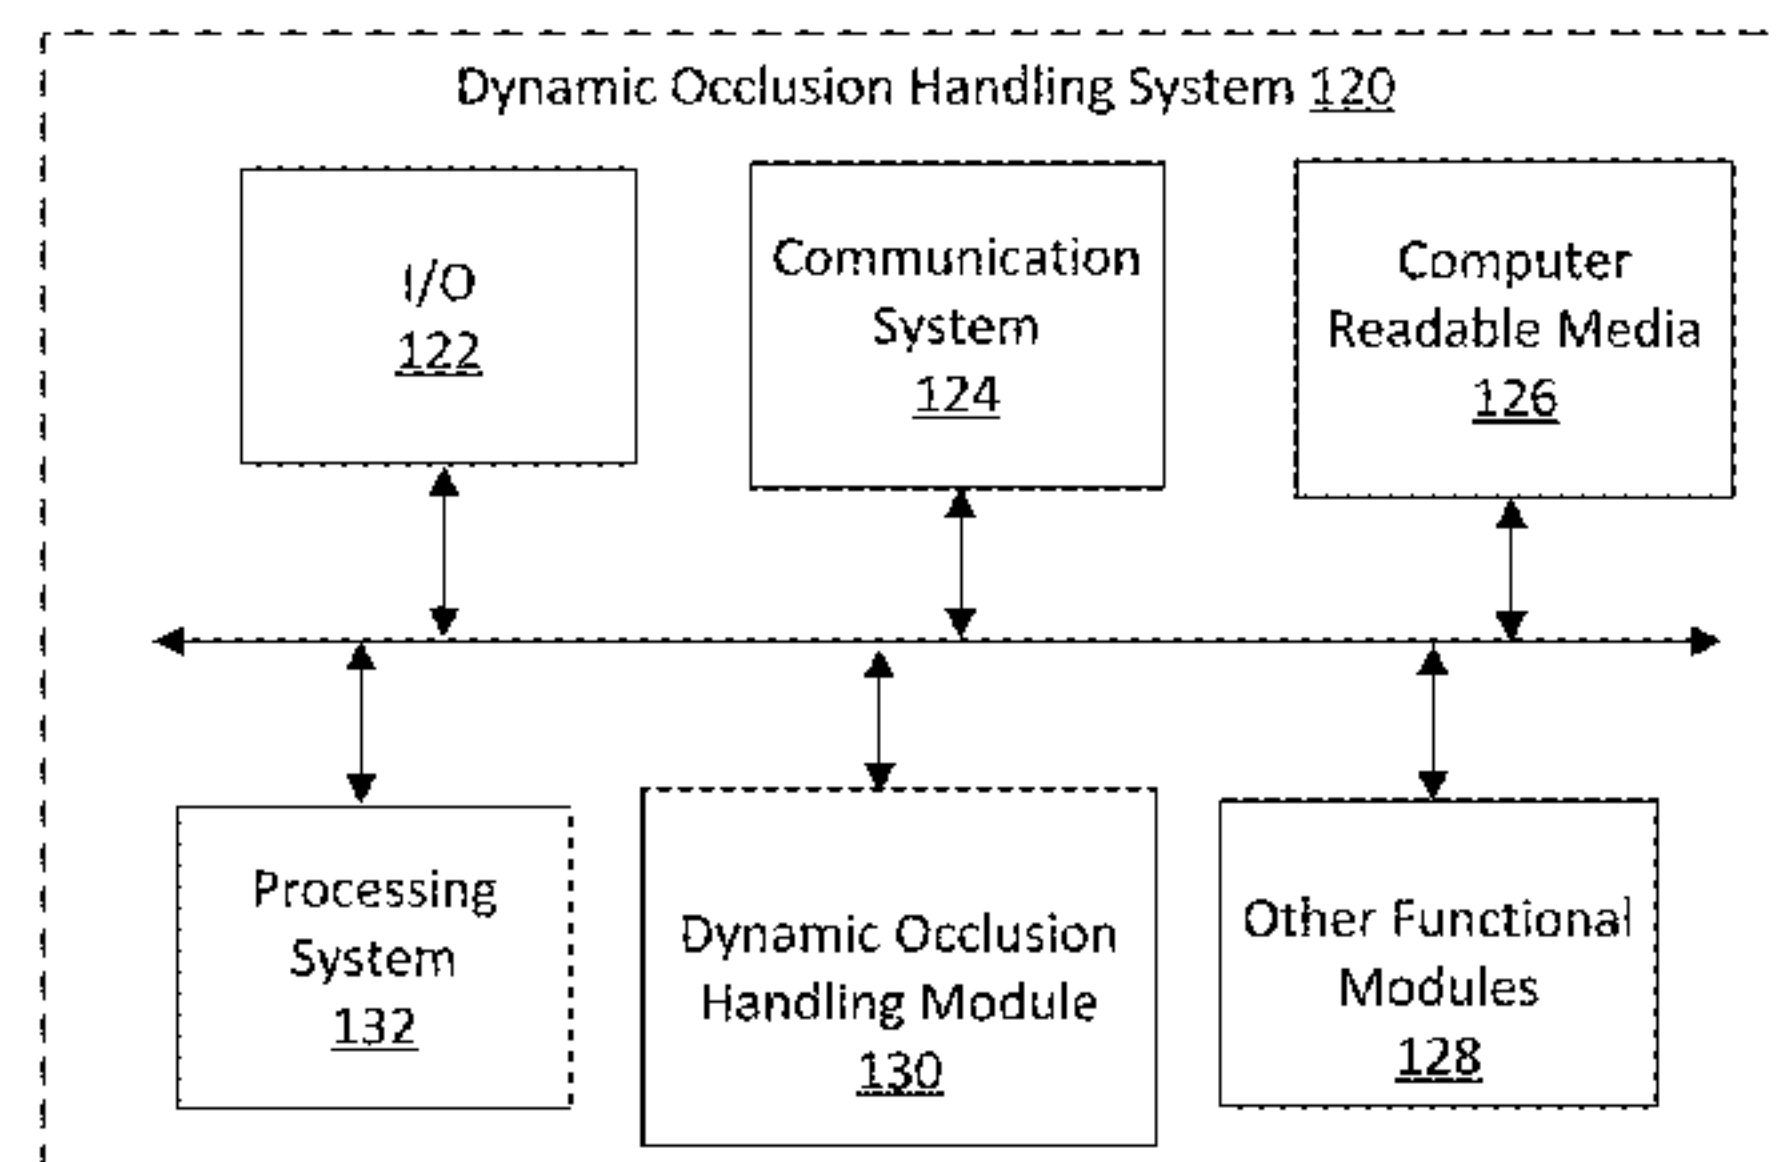 Dynamic Occlusion Handling System 120
I/O
122
Communication
System
124
Computer
Readable Media
126
Processing
System
132
Dynamic Occlusion
Handling Module
130
Other Functional
Modules
128